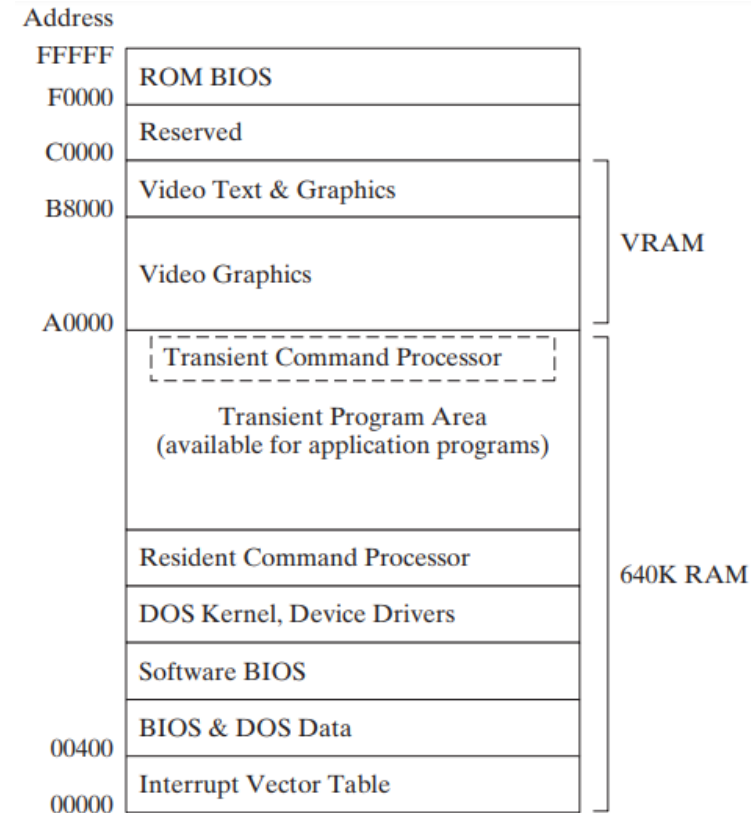 Address
FFFFF
ROM BIOS
F0000
Reserved
C0000
Video Text & Graphics
B8000
VRAM
Video Graphics
A0000
Transient Command Processor
Transient Program Area
(available for application programs)
Resident Command Processor
640K RAM
DOS Kernel, Device Drivers
Software BIOS
BIOS & DOS Data
00400
Interrupt Vector Table
00000